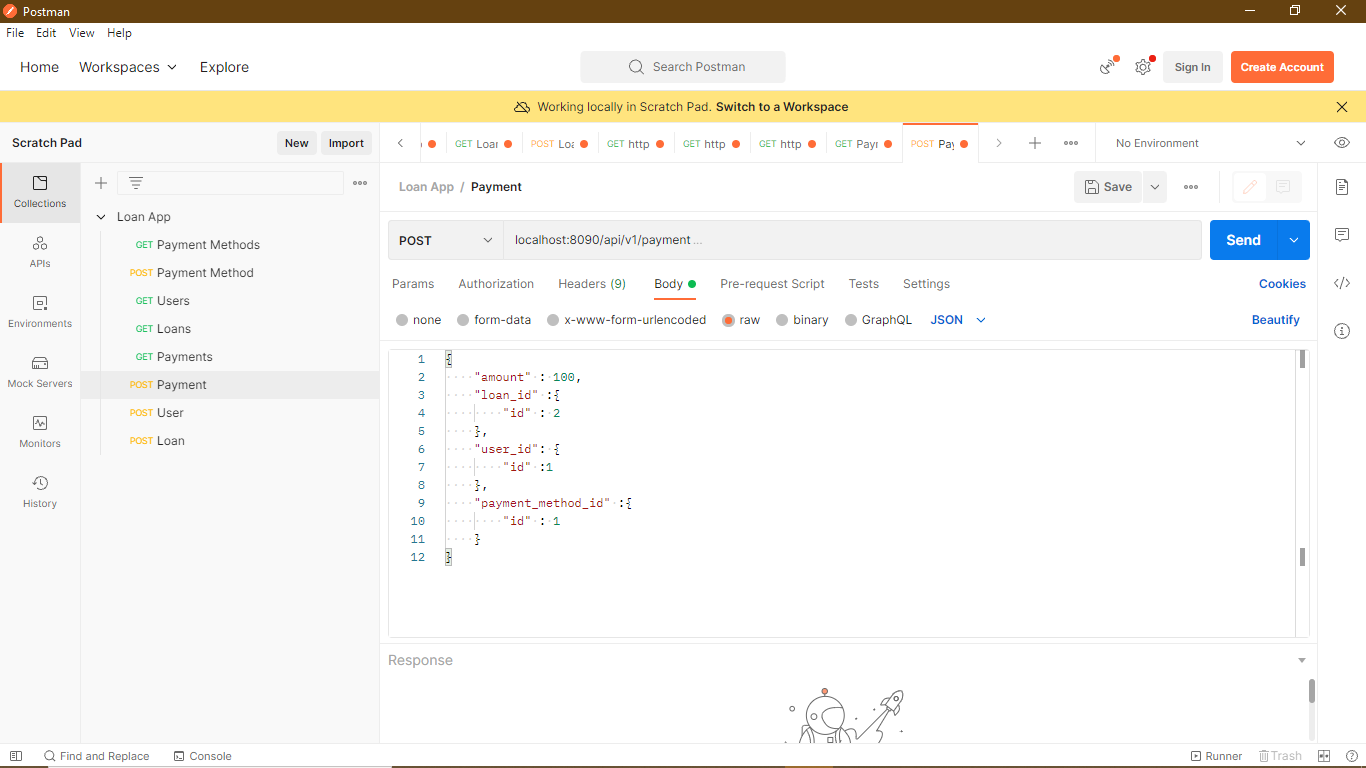 Postman
File Edit View Help
Home Workspaces Explore
Search Postman
Sign In
Create Account
Working locally in Scratch Pad. Switch to a Workspace
Scratch Pad
New
Import
GET Loan
POST Loa
GET http
GET http
GET http
GET Payr
POST Pay
No Environment
Collections
APIs
Environments
Mock Servers
Monitors
History
Loan App
GET Payment Methods
POST Payment Method
GET Users
GET Loans
GET Payments
POST Payment
POST User
POST Loan
Loan App / Payment
Save
POST
localhost:8090/api/v1/payment ...
Send
Params Authorization Headers (9) Body Pre-request Script Tests Settings
Cookies
none form-data x-www-form-urlencoded raw binary GraphQL JSON
Beautify
1 {
2 "amount" : 100,
3 "loan_id" :{
4 "id" : 2
5 },
6 "user_id": {
7 "id" :1
8 },
9 "payment_method_id" :{
10 "id" : 1
11 }
12 }
Response
Find and Replace
Console
Runner
Trash